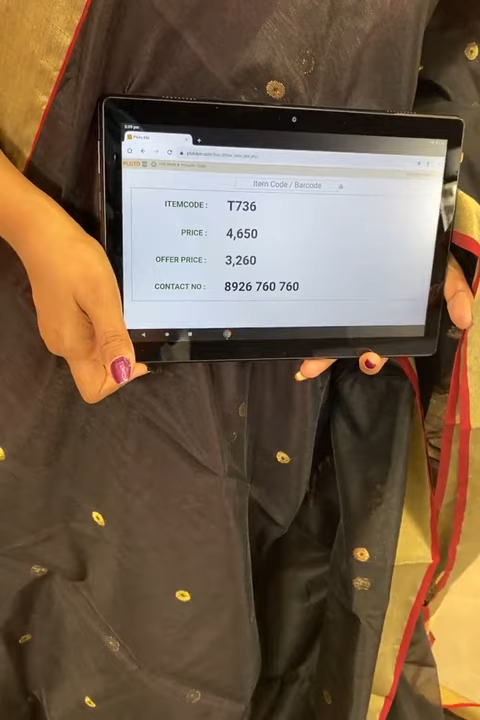 Item Code / Barcode
ITEMCODE : T736
PRICE : 4,650
OFFER PRICE : 3,260
CONTACT NO : 8926 760 760